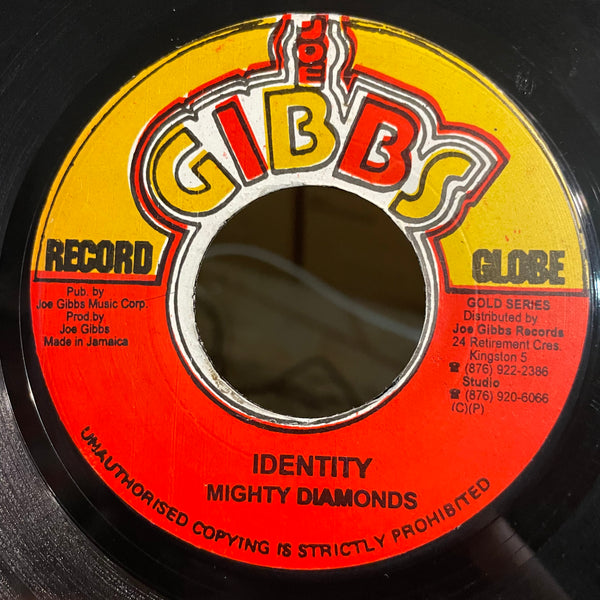 JOE
GIBBS
RECORD GLOBE
Pub. by
Joe Gibbs Music Corp.
Prod.by
Joe Gibbs
Made in Jamaica
GOLD SERIES
Distributed by
Joe Gibbs Records
24 Retirement Cres.
Kingston 5
☎ (876) 922-2386
Studio
☎ (876) 920-6066
(C)(P)
IDENTITY
MIGHTY DIAMONDS
UNAUTHORISED COPYING IS STRICTLY PROHIBITED